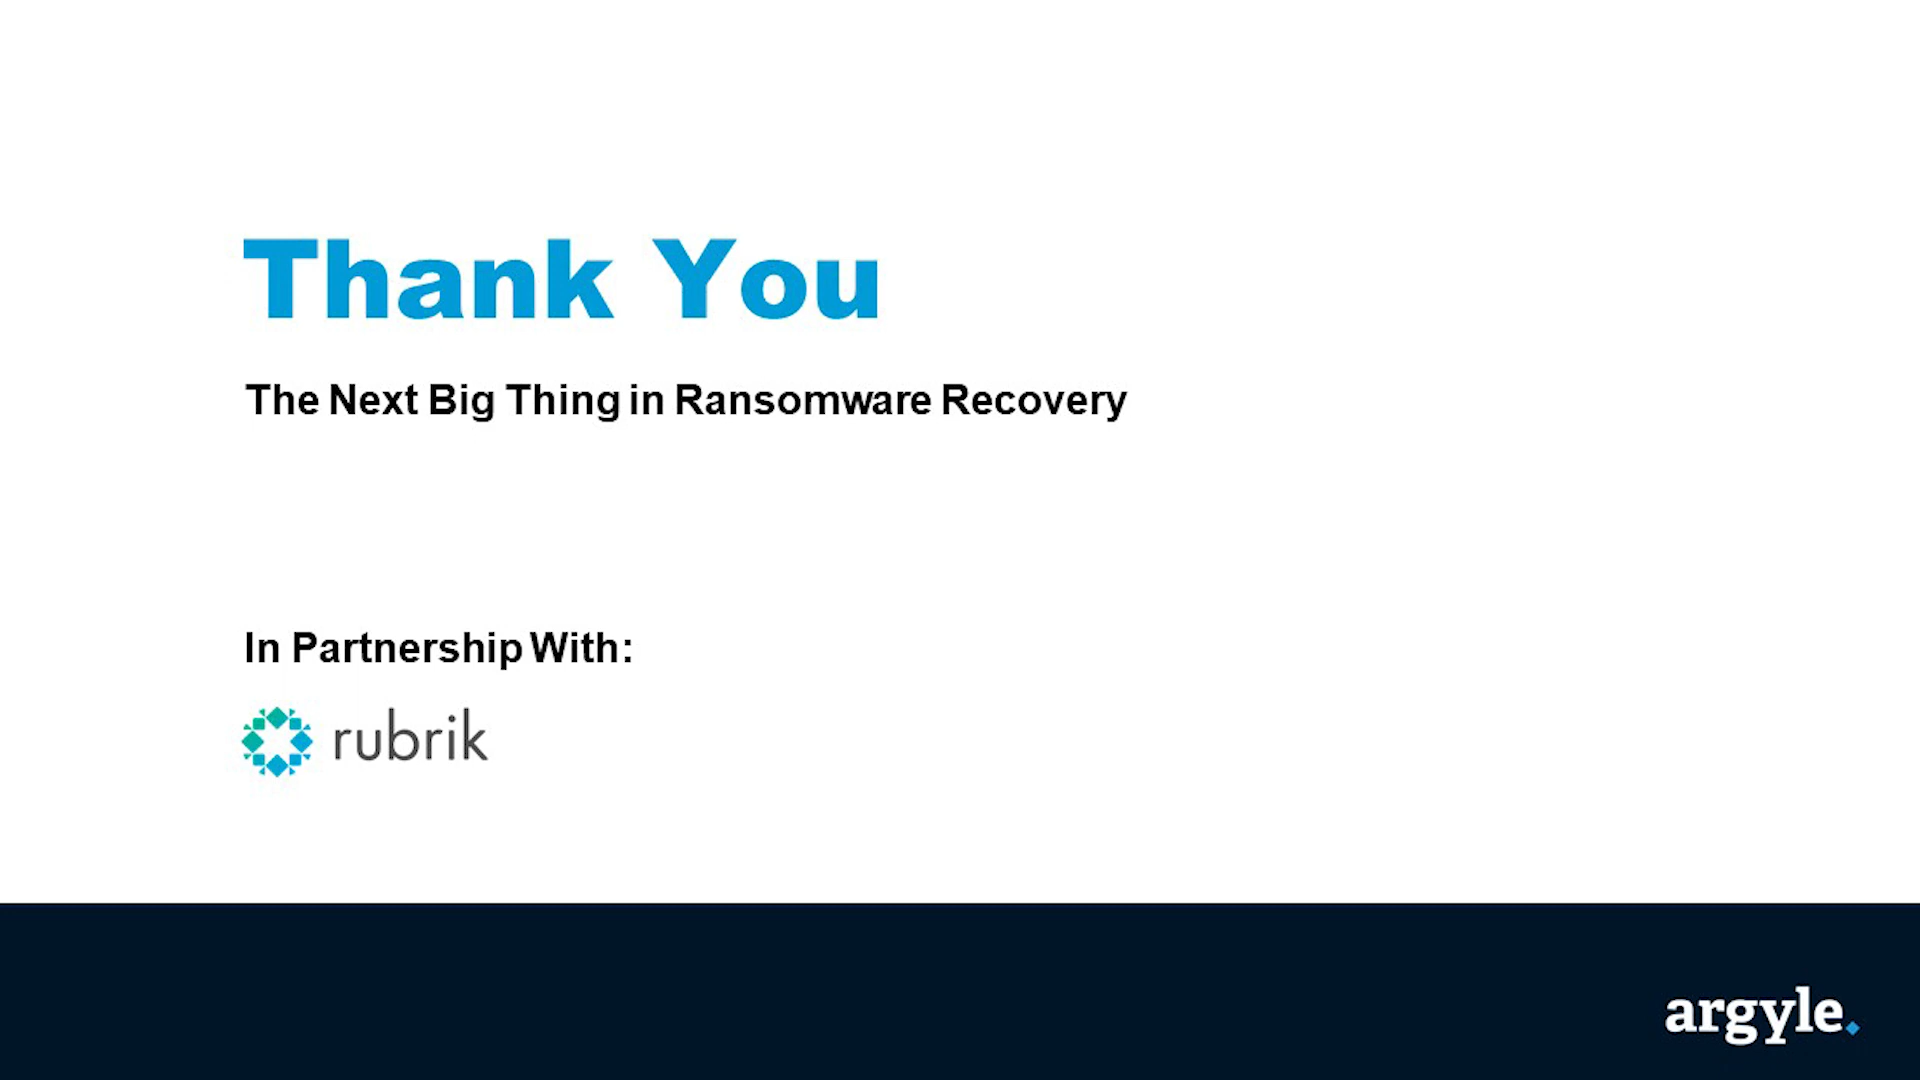 Thank You
The Next Big Thing in Ransomware Recovery
In Partnership With:
rubrik
argyle.